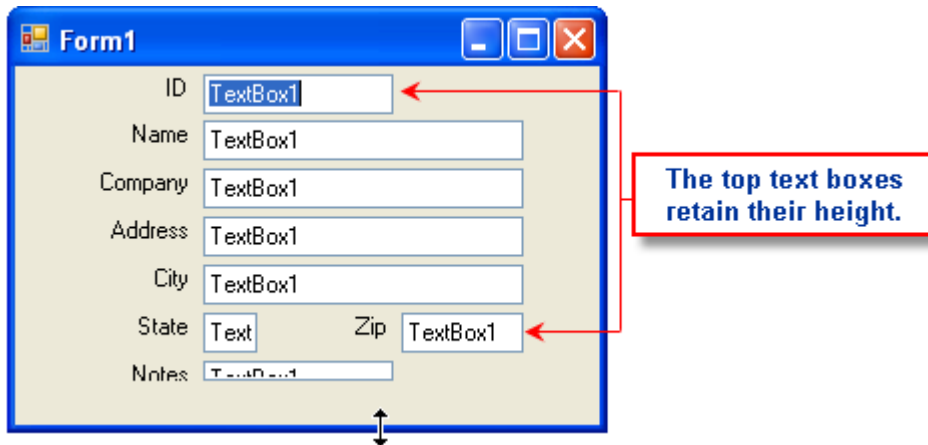 Form1
ID TextBox1
Name TextBox1
Company TextBox1
The top text boxes
retain their height.
Address TextBox1
City TextBox1
State Text Zip TextBox1
Notes TextBox1